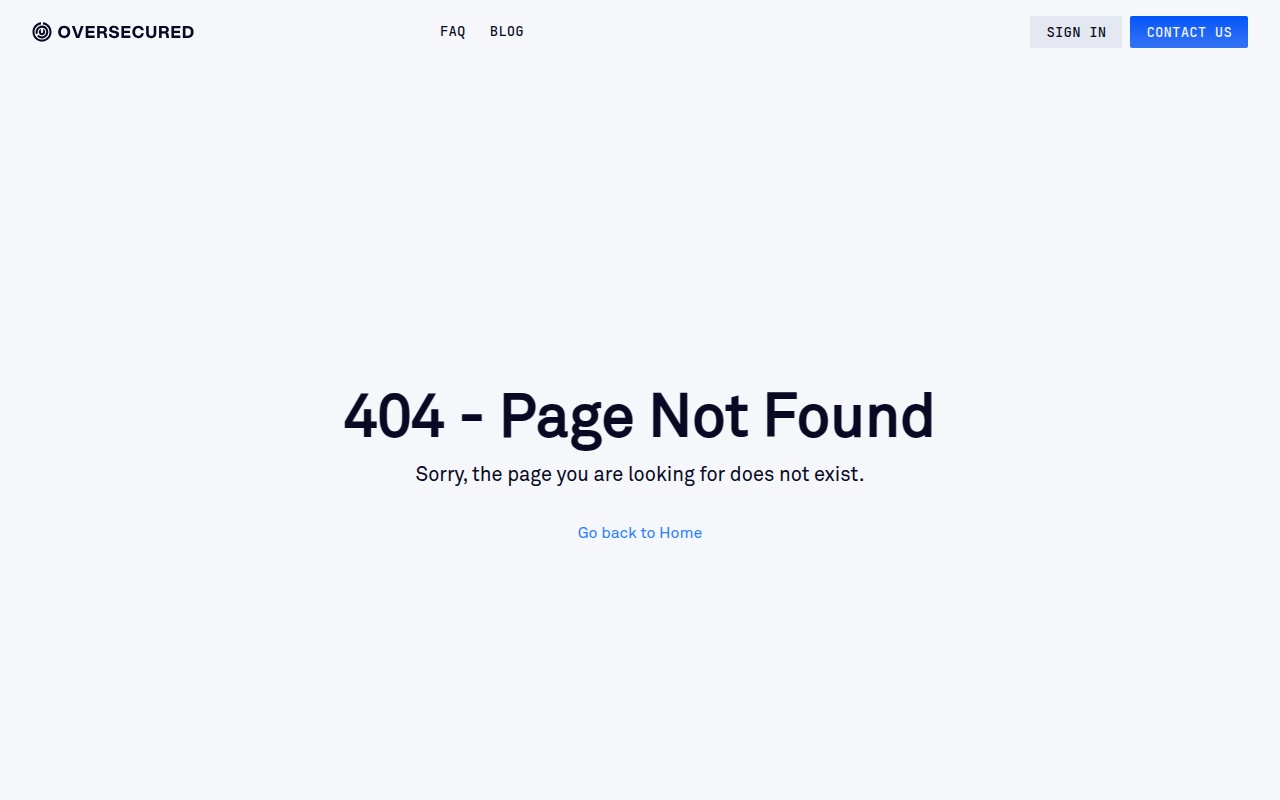 OVERSECURED
FAQ
BLOG
SIGN IN
CONTACT US
404 - Page Not Found
Sorry, the page you are looking for does not exist.
Go back to Home